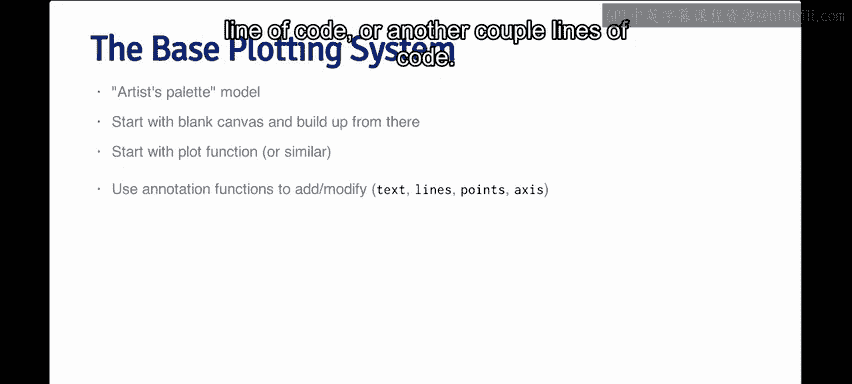 The Base Plotting System
line of code, or another couple lines of
code.
• "Artist's palette" model
• Start with blank canvas and build up from there
• Start with plot function (or similar)
• Use annotation functions to add/modify (text, lines, points, axis)